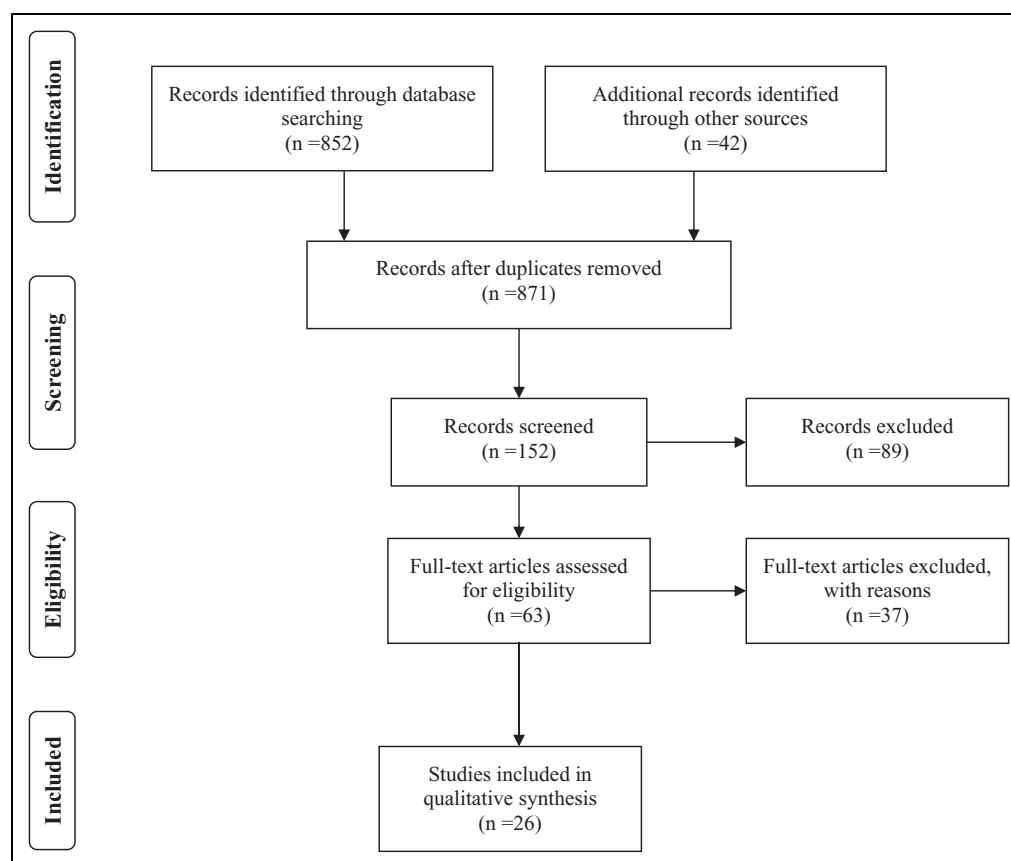 Identification
Records identified through database
searching
(n =852)
Additional records identified
through other sources
(n =42)
Screening
Records after duplicates removed
(n =871)
Records screened
(n =152)
Records excluded
(n =89)
Eligibility
Full-text articles assessed
for eligibility
(n =63)
Full-text articles excluded,
with reasons
(n =37)
Included
Studies included in
qualitative synthesis
(n =26)